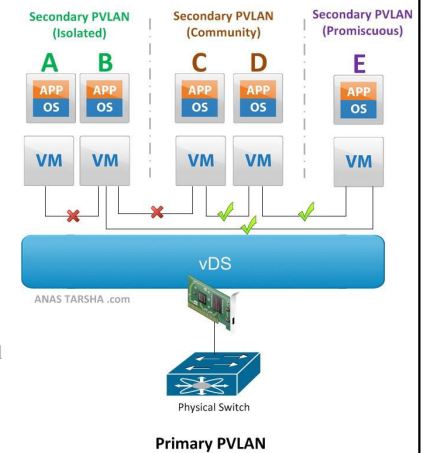 Secondary PVLAN
(Isolated)
Secondary PVLAN
(Community)
Secondary PVLAN
(Promiscuous)
A B C D E
APP APP APP APP APP
OS OS OS OS OS
VM VM VM VM VM
vDS
ANAS TARSHA .com
Physical Switch
Primary PVLAN